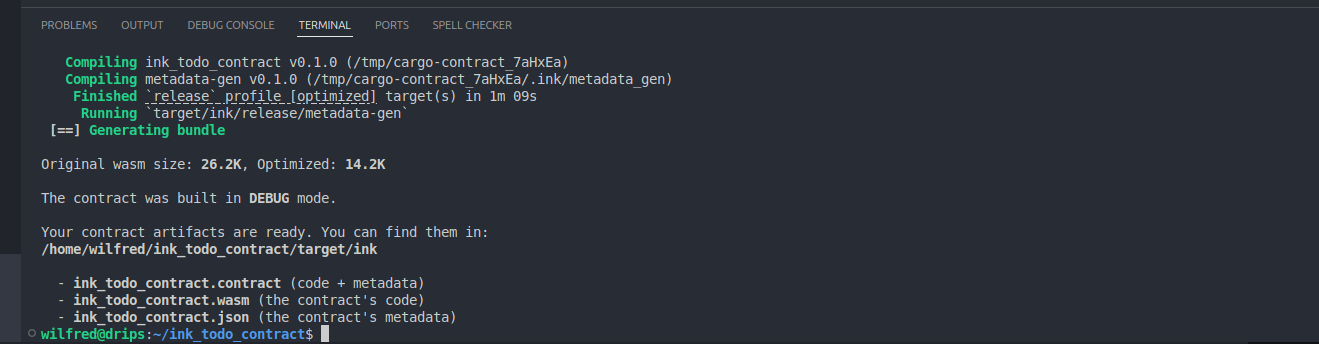 PROBLEMS OUTPUT DEBUG CONSOLE TERMINAL PORTS SPELL CHECKER
Compiling ink_todo_contract v0.1.0 (/tmp/cargo-contract_7aHxEa)
Compiling metadata-gen v0.1.0 (/tmp/cargo-contract_7aHxEa/.ink/metadata_gen)
Finished `release` profile [optimized] target(s) in 1m 09s
Running `target/ink/release/metadata-gen`
[==] Generating bundle
Original wasm size: 26.2K, Optimized: 14.2K
The contract was built in DEBUG mode.
Your contract artifacts are ready. You can find them in:
/home/wilfred/ink_todo_contract/target/ink
- ink_todo_contract.contract (code + metadata)
- ink_todo_contract.wasm (the contract's code)
- ink_todo_contract.json (the contract's metadata)
wilfred@drips:~/ink_todo_contract$